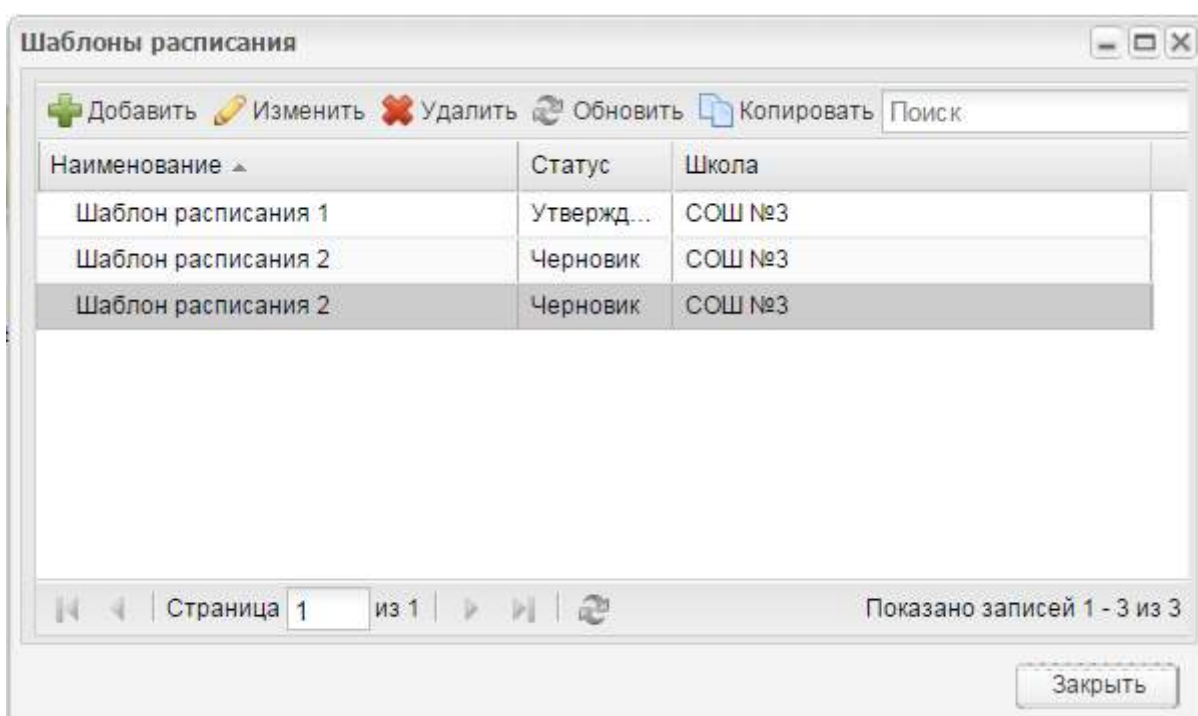 Шаблоны расписания
Добавить Изменить Удалить Обновить Копировать Поиск
Наименование Статус Школа
Шаблон расписания 1 Утвержд... СОШ №3
Шаблон расписания 2 Черновик СОШ №3
Шаблон расписания 2 Черновик СОШ №3
Страница 1 из 1 Показано записей 1 - 3 из 3
Закрыть